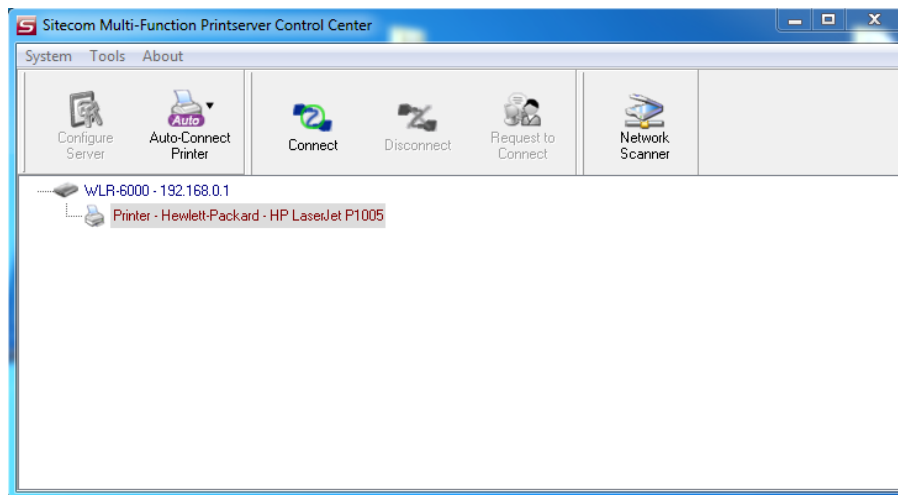 Sitecom Multi-Function Printserver Control Center
System Tools About
Configure
Server
Auto
Auto-Connect
Printer
Connect
Disconnect
Request to
Connect
Network
Scanner
WLR-6000 - 192.168.0.1
Printer - Hewlett-Packard - HP LaserJet P1005